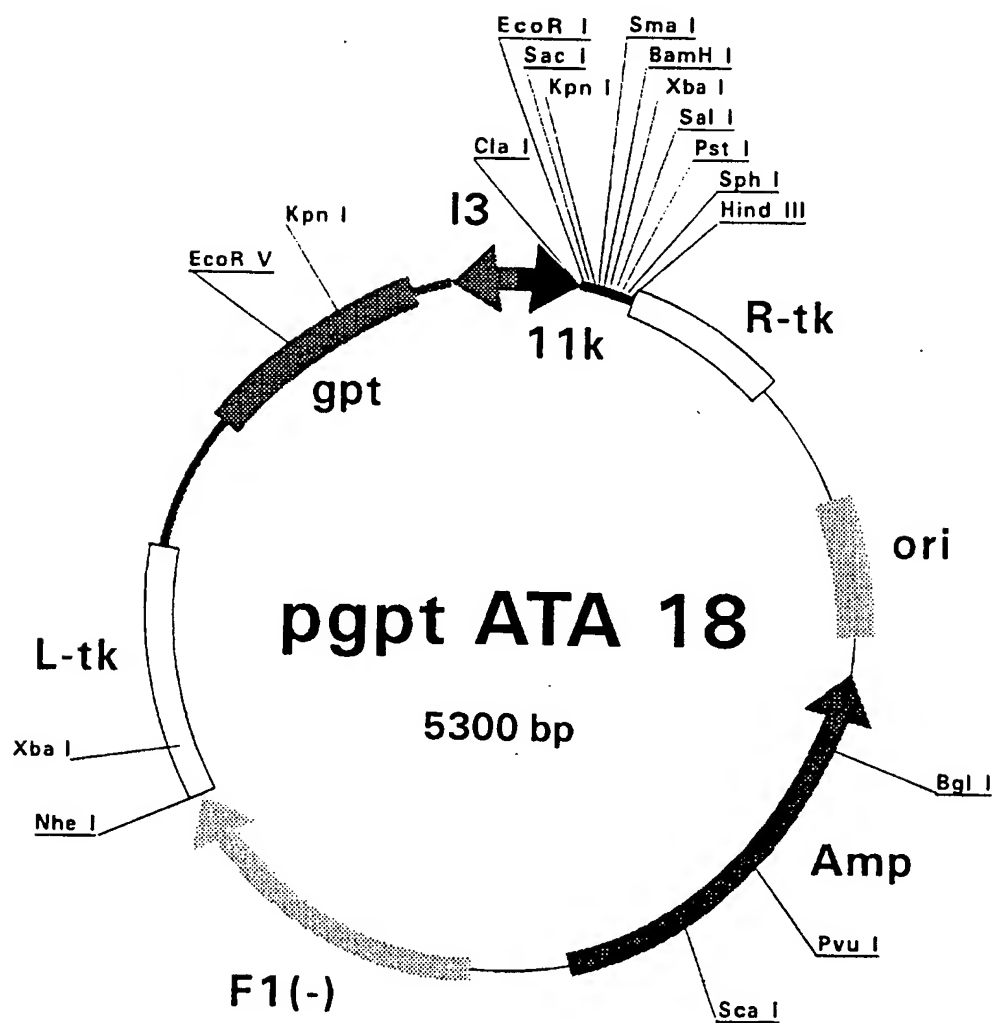 EcoR I
Sma I
Sac I
BamH I
Kpn I
Xba I
Sal I
Cla I
Pst I
Sph I
Hind III
I3
Kpn I
EcoR V
R-tk
11k
gpt
ori
pgpt ATA 18
L-tk
5300 bp
Xba I
Bgl I
Nhe I
Amp
Pvu I
F1(-)
Sca I